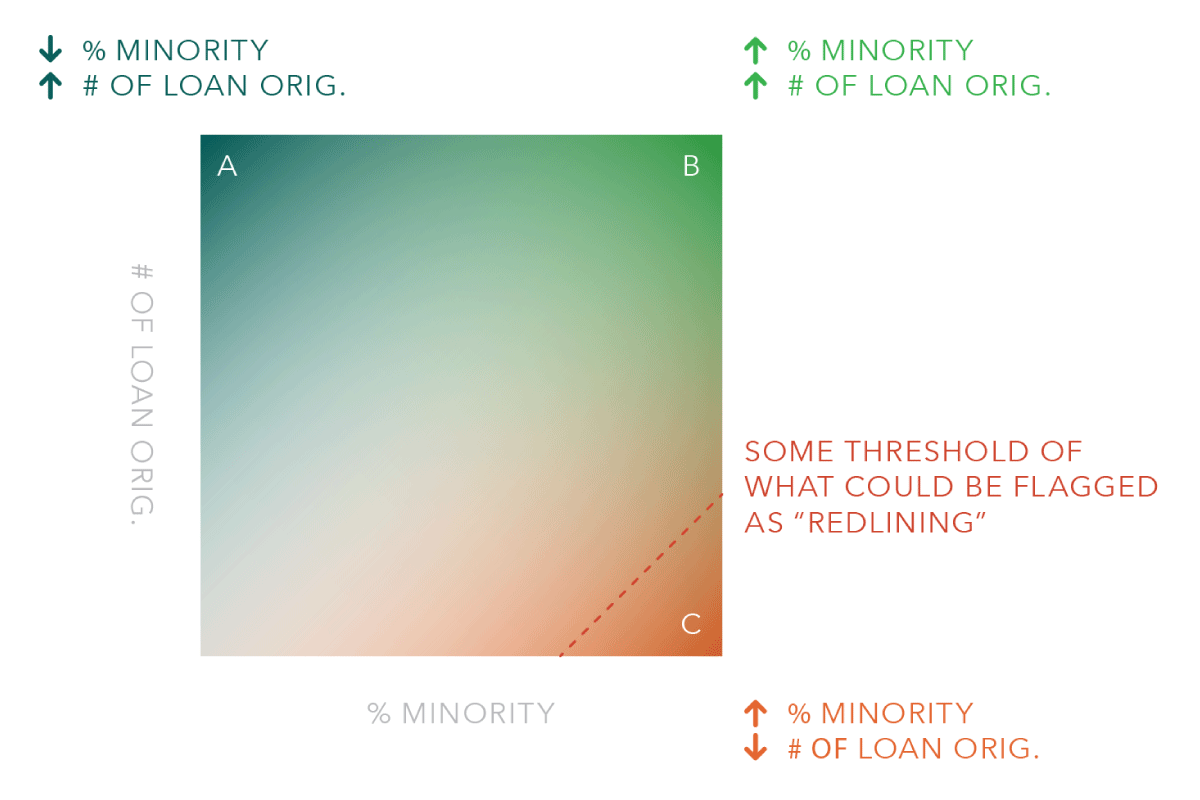 ↓ % MINORITY
↑ # OF LOAN ORIG.
↑ % MINORITY
↑ # OF LOAN ORIG.
A
B
# OF LOAN ORIG.
SOME THRESHOLD OF
WHAT COULD BE FLAGGED
AS “REDLINING”
C
% MINORITY
↑ % MINORITY
↓ # OF LOAN ORIG.